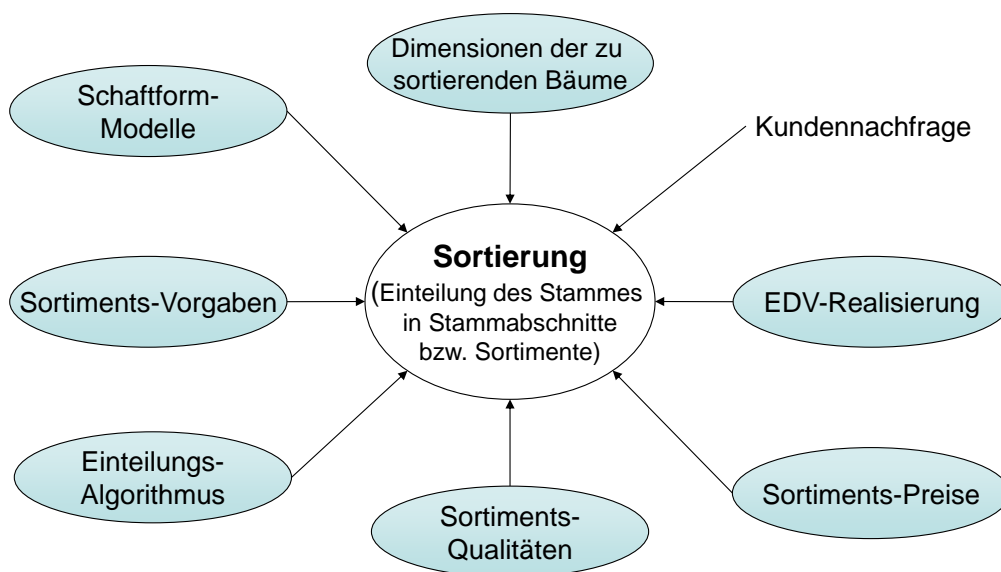 Dimensionen der zu
sortierenden Bäume
Schaftform-
Modelle
Kundennachfrage
Sortierung
(Einteilung des Stammes
in Stammabschnitte
bzw. Sortimente)
Sortiments-Vorgaben
EDV-Realisierung
Einteilungs-
Algorithmus
Sortiments-
Qualitäten
Sortiments-Preise